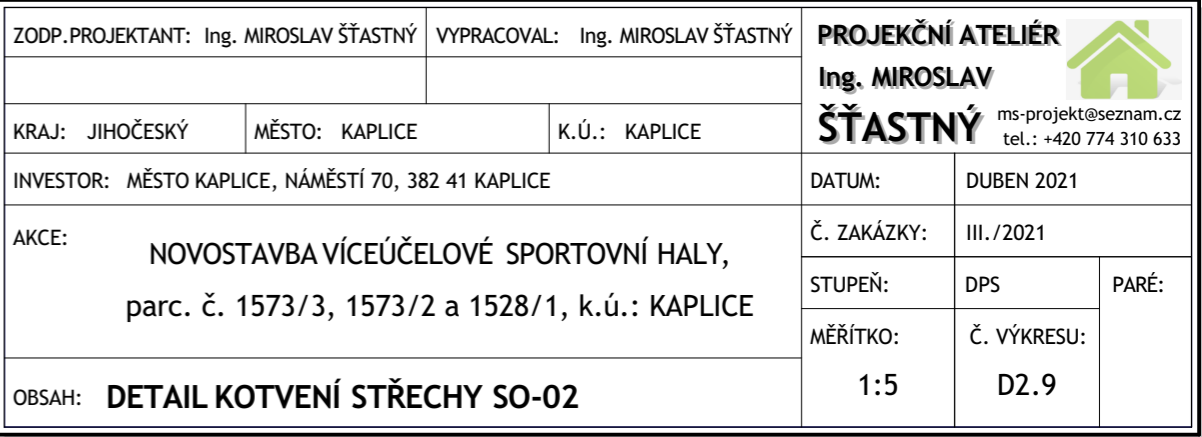 ZODP.PROJEKTANT: Ing. MIROSLAV ŠŤASTNÝ
VYPRACOVAL: Ing. MIROSLAV ŠŤASTNÝ
PROJEKČNÍ ATELIÉR
Ing. MIROSLAV
ŠŤASTNÝ
ms-projekt@seznam.cz
tel.: +420 774 310 633
KRAJ: JIHOČESKÝ
MĚSTO: KAPLICE
K.Ú.: KAPLICE
INVESTOR: MĚSTO KAPLICE, NÁMĚSTÍ 70, 382 41 KAPLICE
DATUM: DUBEN 2021
AKCE: NOVOSTAVBA VÍCEÚČELOVÉ SPORTOVNÍ HALY,
parc. č. 1573/3, 1573/2 a 1528/1, k.ú.: KAPLICE
Č. ZAKÁZKY: III./2021
STUPEŇ: DPS
PARÉ:
MĚŘÍTKO:
1:5
Č. VÝKRESU:
D2.9
OBSAH: DETAIL KOTVENÍ STŘECHY SO-02